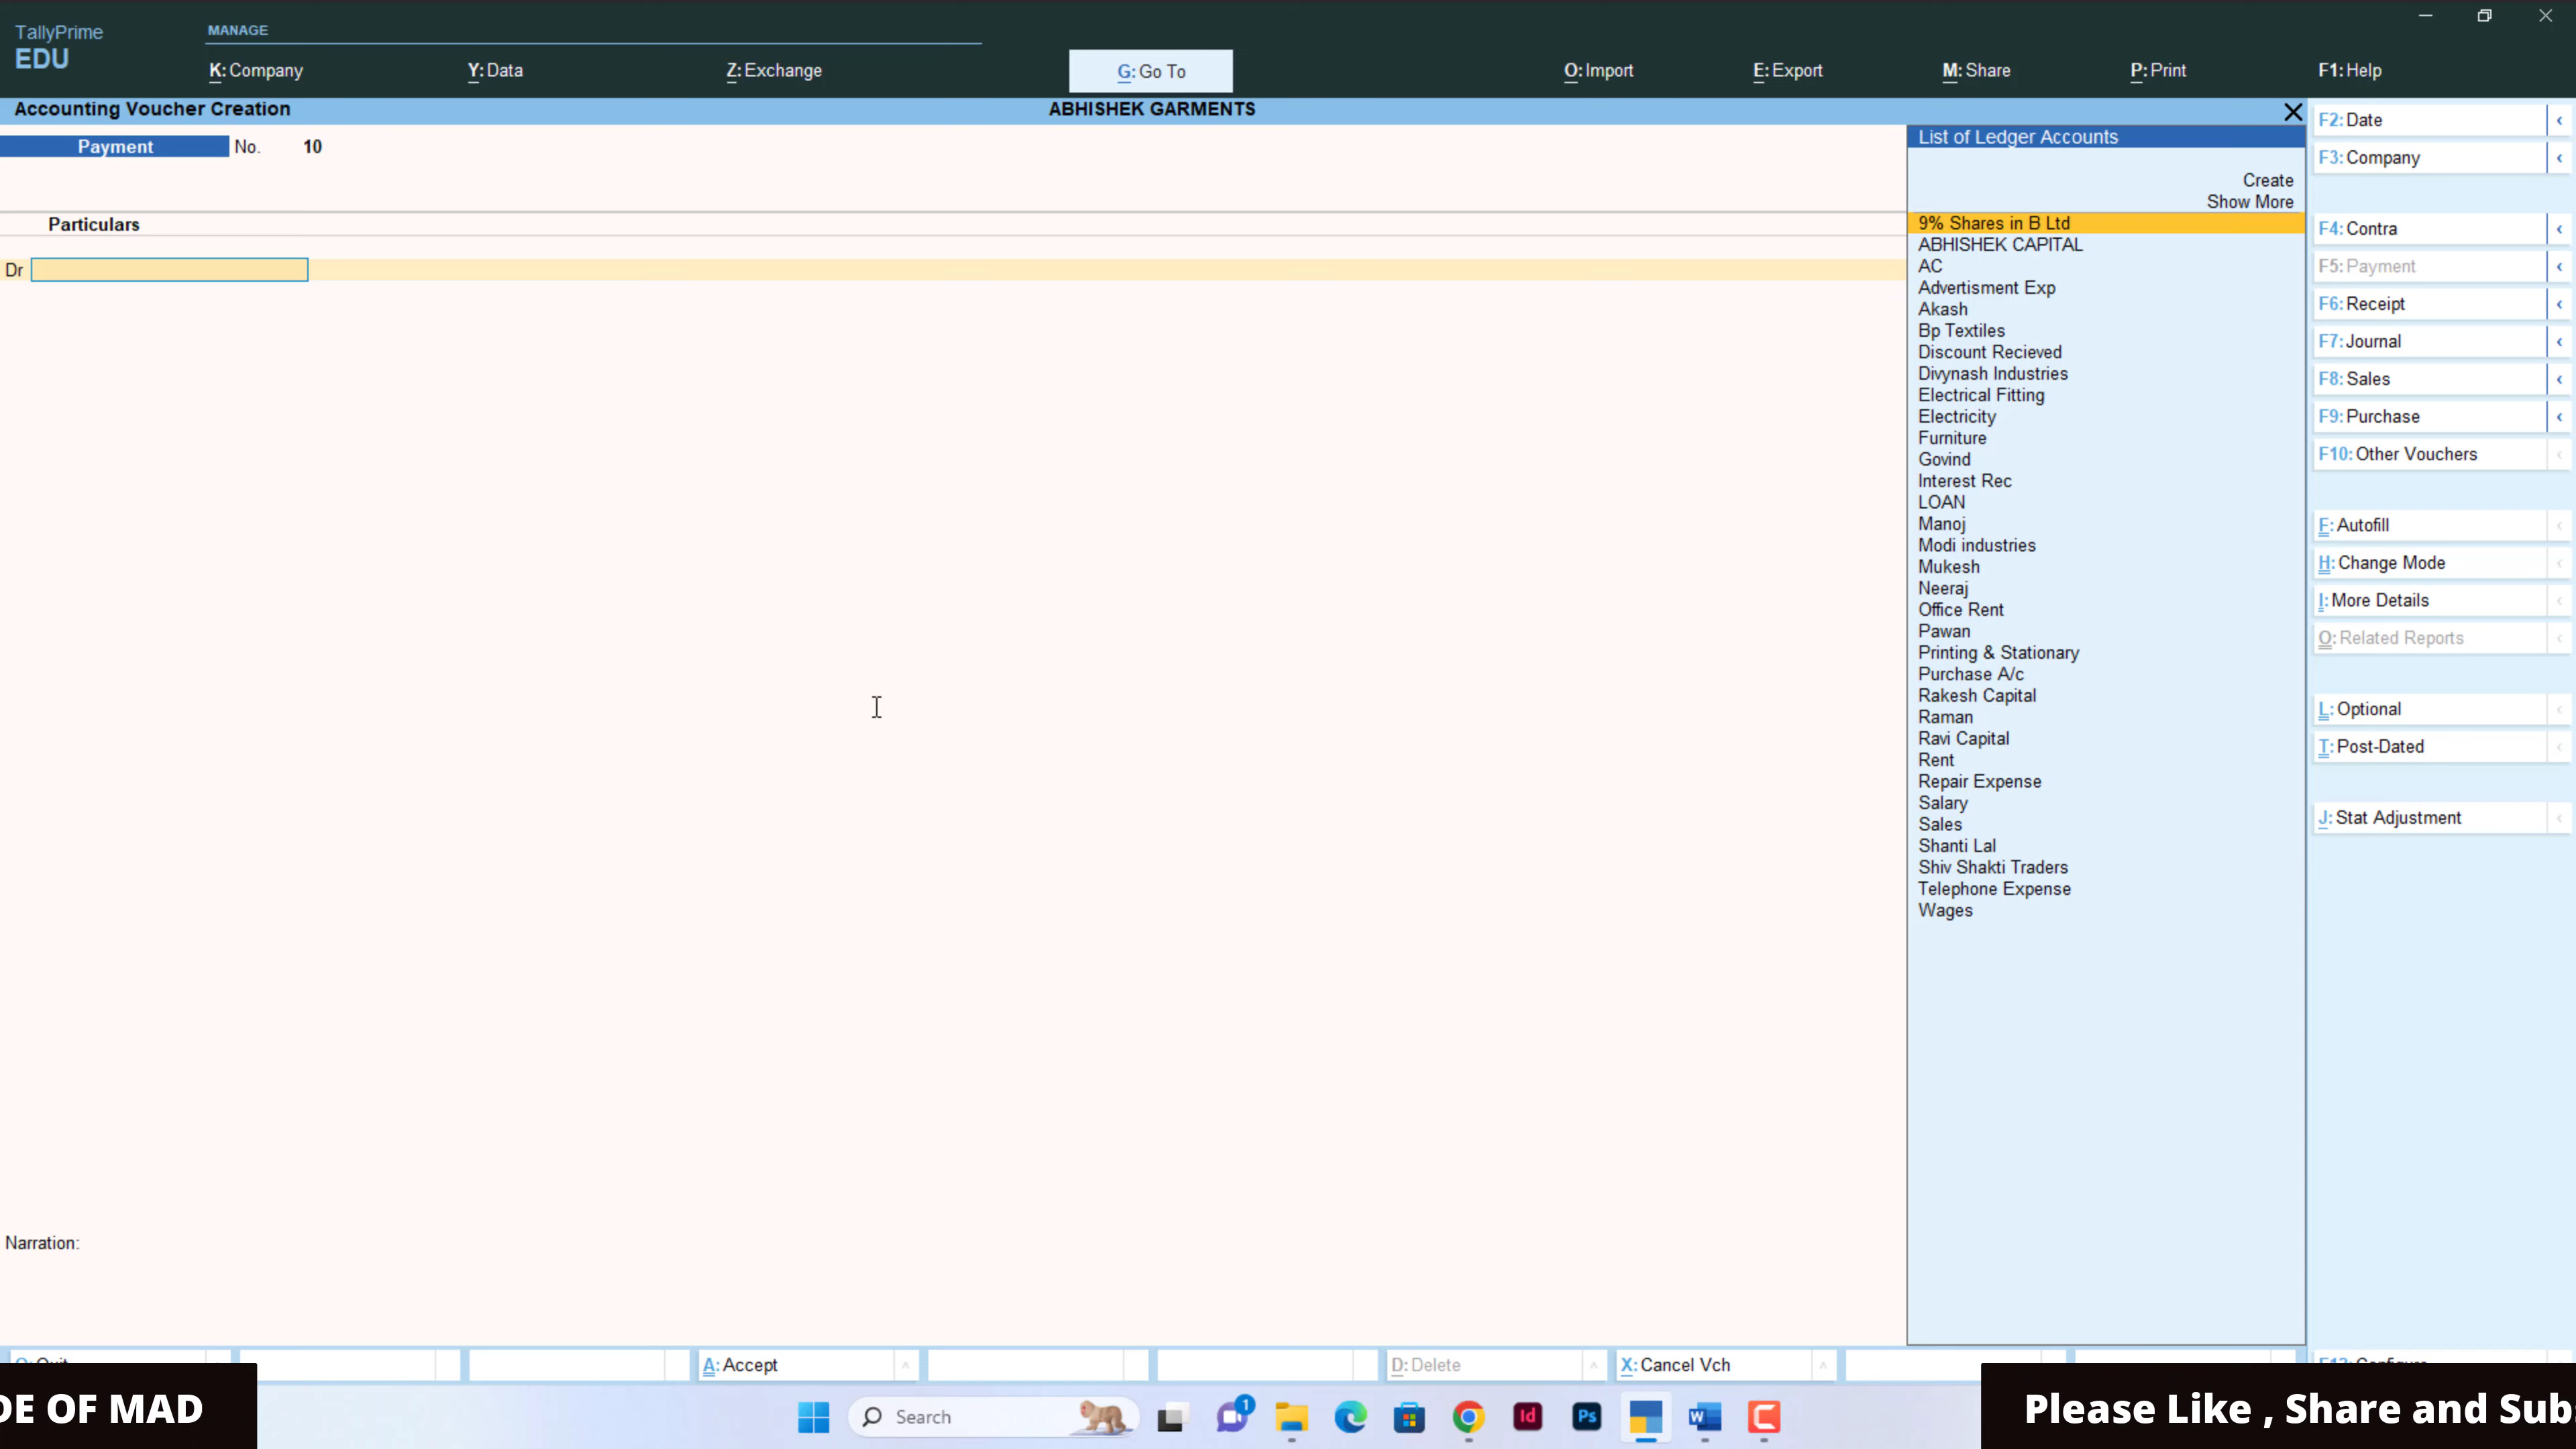 TallyPrime
EDU
MANAGE
K: Company
Y: Data
Z: Exchange
G: Go To
O: Import
E: Export
M: Share
P: Print
F1: Help
Accounting Voucher Creation
ABHISHEK GARMENTS
Payment No. 10
Particulars
Dr
List of Ledger Accounts
Create
Show More
9% Shares in B Ltd
ABHISHEK CAPITAL
AC
Advertisment Exp
Akash
Bp Textiles
Discount Recieved
Divynash Industries
Electrical Fitting
Electricity
Furniture
Govind
Interest Rec
LOAN
Manoj
Modi industries
Mukesh
Neeraj
Office Rent
Pawan
Printing & Stationary
Purchase A/c
Rakesh Capital
Raman
Ravi Capital
Rent
Repair Expense
Salary
Sales
Shanti Lal
Shiv Shakti Traders
Telephone Expense
Wages
F2: Date
F3: Company
F4: Contra
F5: Payment
F6: Receipt
F7: Journal
F8: Sales
F9: Purchase
F10: Other Vouchers
F: Autofill
H: Change Mode
I: More Details
O: Related Reports
L: Optional
T: Post-Dated
J: Stat Adjustment
Narration:
A: Accept
D: Delete
X: Cancel Vch
DE OF MAD
Search
1
Id
Ps
W
Please Like , Share and Sub